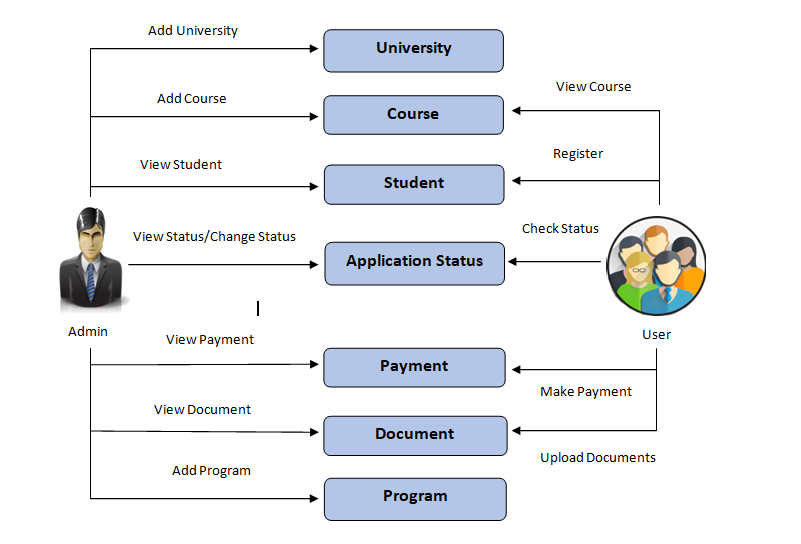 Add University
University
View Course
Add Course
Course
Register
View Student
Student
Check Status
View Status/Change Status
Application Status
Admin
User
View Payment
Payment
Make Payment
View Document
Document
Upload Documents
Add Program
Program